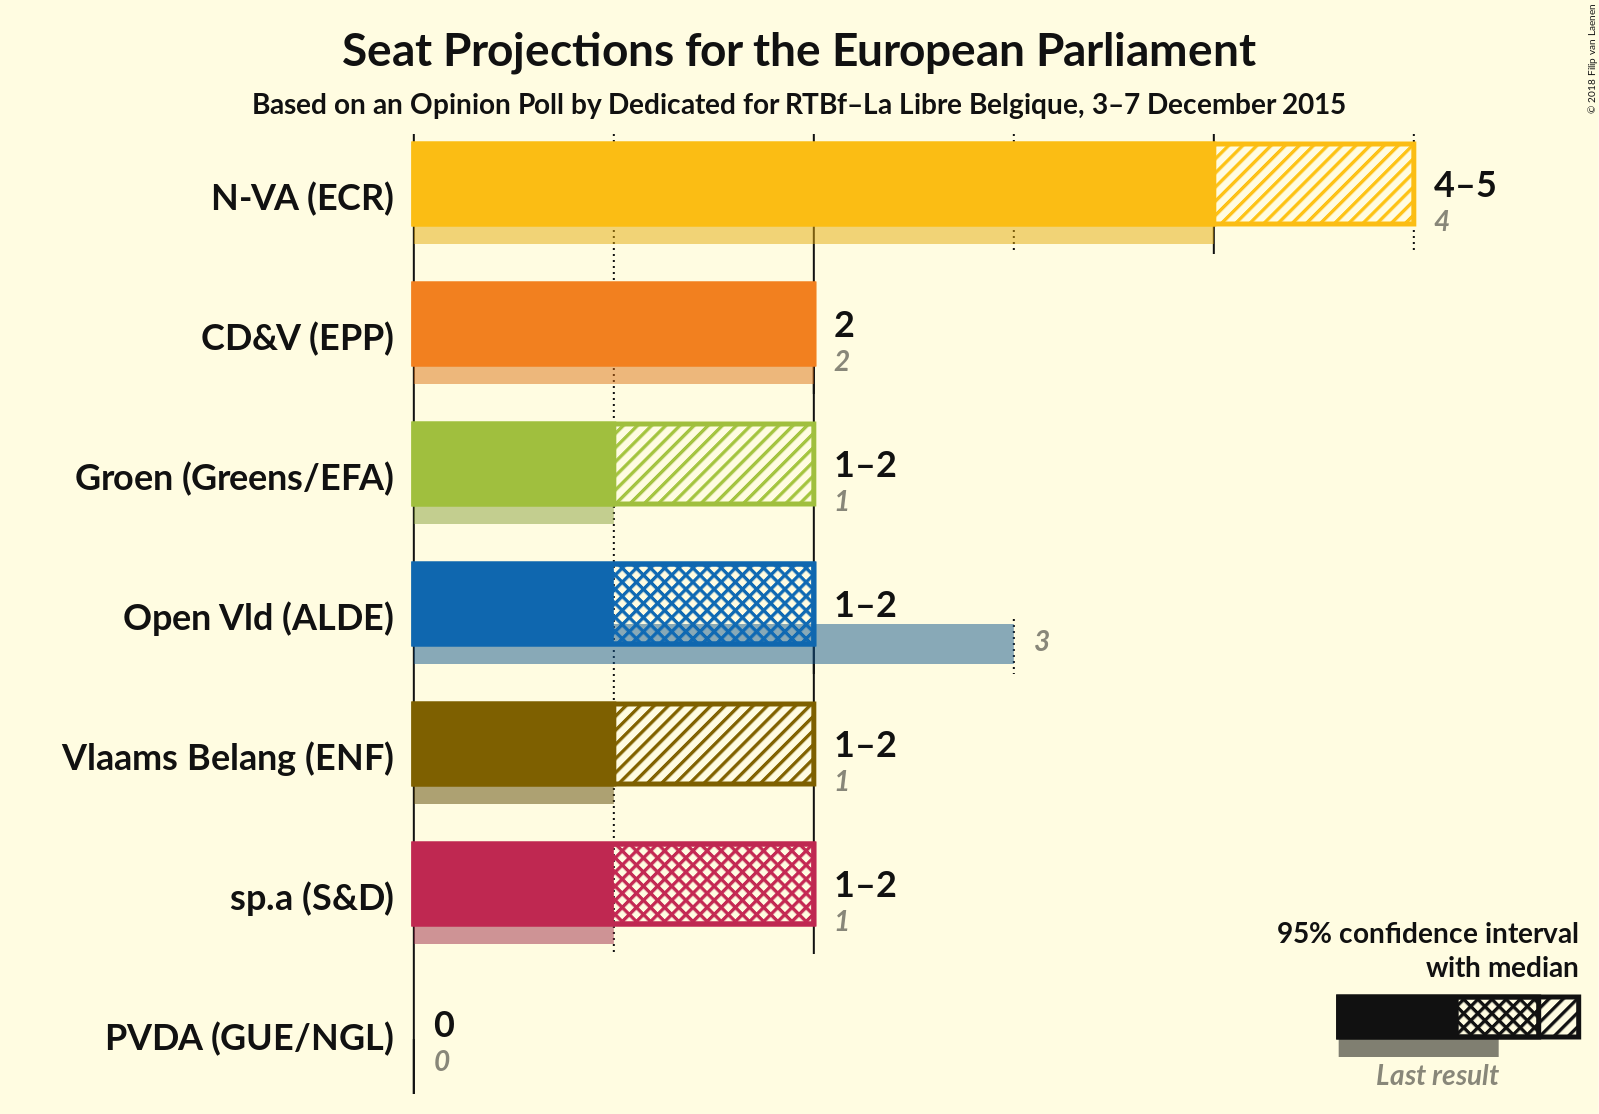 Seat Projections for the European Parliament
Based on an Opinion Poll by Dedicated for RTBf–La Libre Belgique, 3–7 December 2015
© 2018 Filip van Laenen
N-VA (ECR)
4–5
4
CD&V (EPP)
2
2
Groen (Greens/EFA)
1–2
1
Open Vld (ALDE)
1–2
3
Vlaams Belang (ENF)
1–2
1
sp.a (S&D)
1–2
1
PVDA (GUE/NGL)
0
0
95% confidence interval
with median
Last result